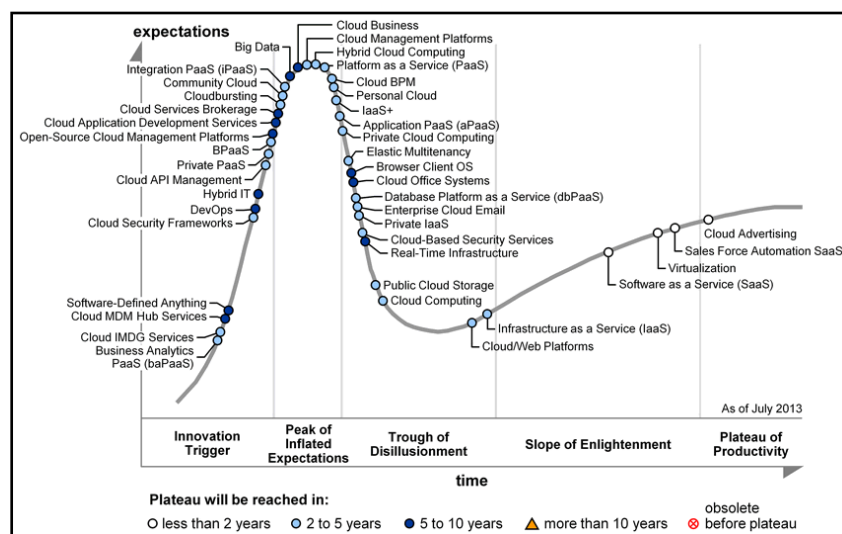 expectations
Cloud Business
Cloud Management Platforms
Big Data
Hybrid Cloud Computing
Platform as a Service (PaaS)
Integration PaaS (iPaaS)
Community Cloud
Cloudbursting
Cloud Services Brokerage
Cloud Application Development Services
Open-Source Cloud Management Platforms
BPaaS
Private PaaS
Cloud API Management
Hybrid IT
DevOps
Cloud Security Frameworks
Software-Defined Anything
Cloud MDM Hub Services
Cloud IMDG Services
Business Analytics
PaaS (baPaaS)
Cloud BPM
Personal Cloud
IaaS+
Application PaaS (aPaaS)
Private Cloud Computing
Elastic Multitenancy
Browser Client OS
Cloud Office Systems
Database Platform as a Service (dbPaaS)
Enterprise Cloud Email
Private IaaS
Cloud-Based Security Services
Real-Time Infrastructure
Public Cloud Storage
Cloud Computing
Infrastructure as a Service (IaaS)
Cloud/Web Platforms
Cloud Advertising
Sales Force Automation SaaS
Virtualization
Software as a Service (SaaS)
As of July 2013
Innovation
Trigger
Peak of
Inflated
Expectations
Trough of
Disillusionment
Slope of Enlightenment
Plateau of
Productivity
time
Plateau will be reached in:
less than 2 years
2 to 5 years
5 to 10 years
more than 10 years
obsolete
before plateau